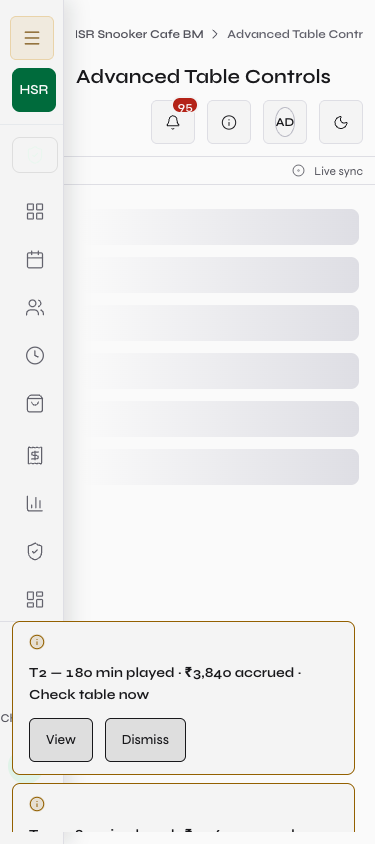 HSR Snooker Cafe BM > Advanced Table Contr
HSR
Advanced Table Controls
95
AD
Live sync
T2 — 180 min played · ₹3,840 accrued ·
Check table now
View
Dismiss